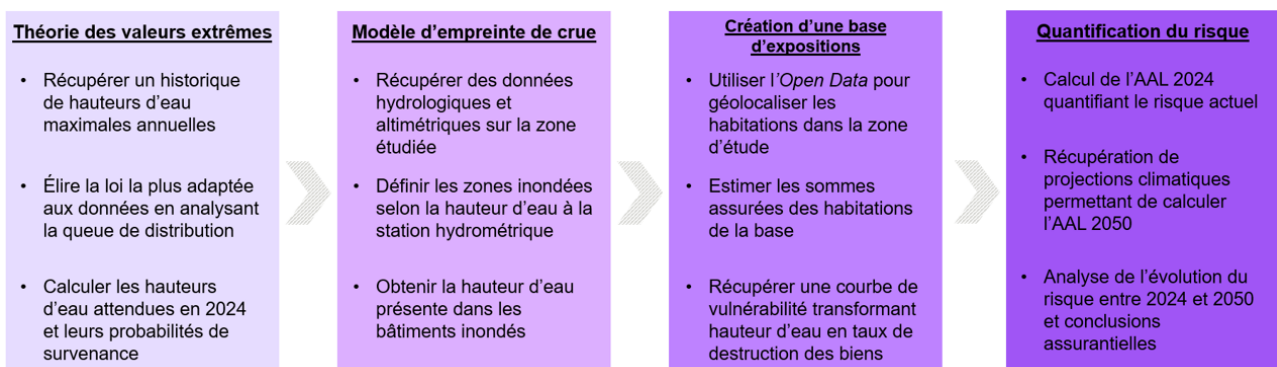 Théorie des valeurs extrêmes
• Récupérer un historique
de hauteurs d’eau
maximales annuelles
• Élire la loi la plus adaptée
aux données en analysant
la queue de distribution
• Calculer les hauteurs
d’eau attendues en 2024
et leurs probabilités de
survenance
Modèle d’empreinte de crue
• Récupérer des données
hydrologiques et
altimétriques sur la zone
étudiée
• Définir les zones inondées
selon la hauteur d’eau à la
station hydrométrique
• Obtenir la hauteur d’eau
présente dans les
bâtiments inondés
Création d’une base
d’expositions
• Utiliser l’Open Data pour
géolocaliser les
habitations dans la zone
d’étude
• Estimer les sommes
assurées des habitations
de la base
• Récupérer une courbe de
vulnérabilité transformant
hauteur d’eau en taux de
destruction des biens
Quantification du risque
• Calcul de l’AAL 2024
quantifiant le risque actuel
• Récupération de
projections climatiques
permettant de calculer
l’AAL 2050
• Analyse de l’évolution du
risque entre 2024 et 2050
et conclusions
assurantielles